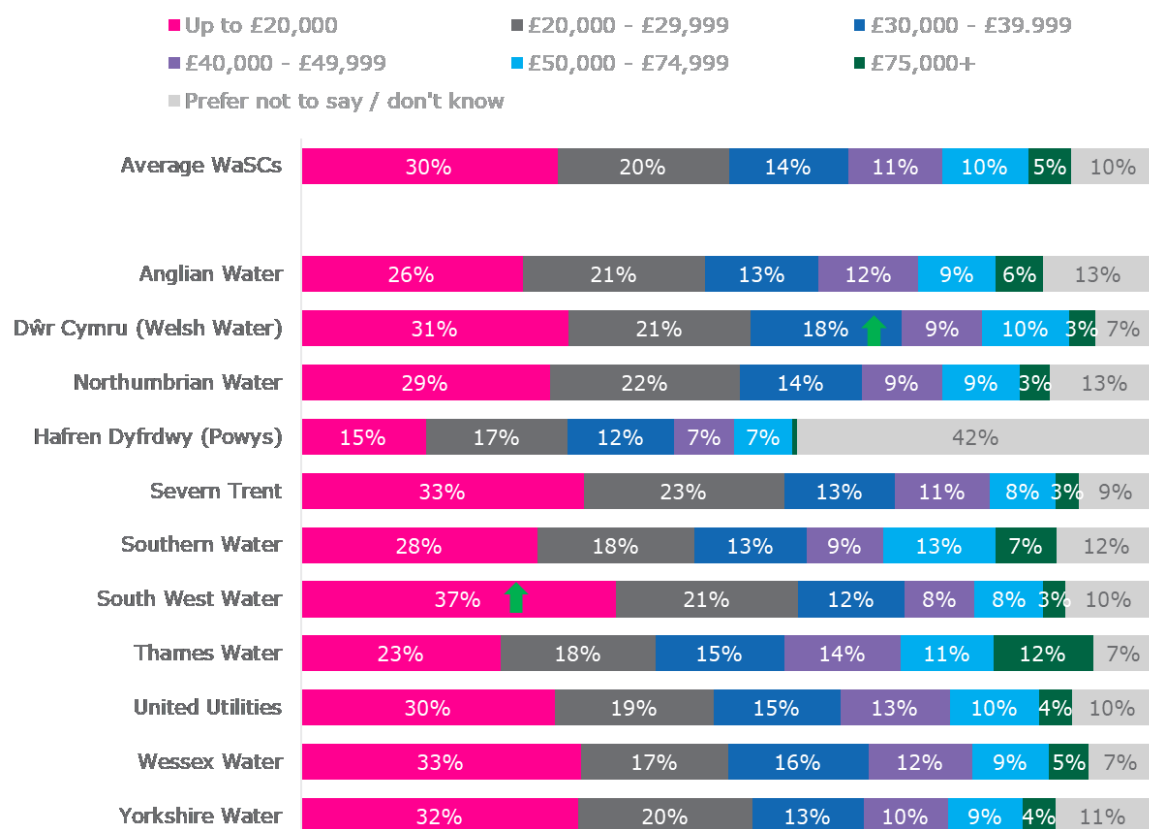 Up to £20,000 £20,000 - £29,999 £30,000 - £39.999
£40,000 - £49,999 £50,000 - £74,999 £75,000+
Prefer not to say / don't know
Average WaSCs 30% 20% 14% 11% 10% 5% 10%
Anglian Water 26% 21% 13% 12% 9% 6% 13%
Dŵr Cymru (Welsh Water) 31% 21% 18% 9% 10% 3% 7%
Northumbrian Water 29% 22% 14% 9% 9% 3% 13%
Hafren Dyfrdwy (Powys) 15% 17% 12% 7% 7% 42%
Severn Trent 33% 23% 13% 11% 8% 3% 9%
Southern Water 28% 18% 13% 9% 13% 7% 12%
South West Water 37% 21% 12% 8% 8% 3% 10%
Thames Water 23% 18% 15% 14% 11% 12% 7%
United Utilities 30% 19% 15% 13% 10% 4% 10%
Wessex Water 33% 17% 16% 12% 9% 5% 7%
Yorkshire Water 32% 20% 13% 10% 9% 4% 11%